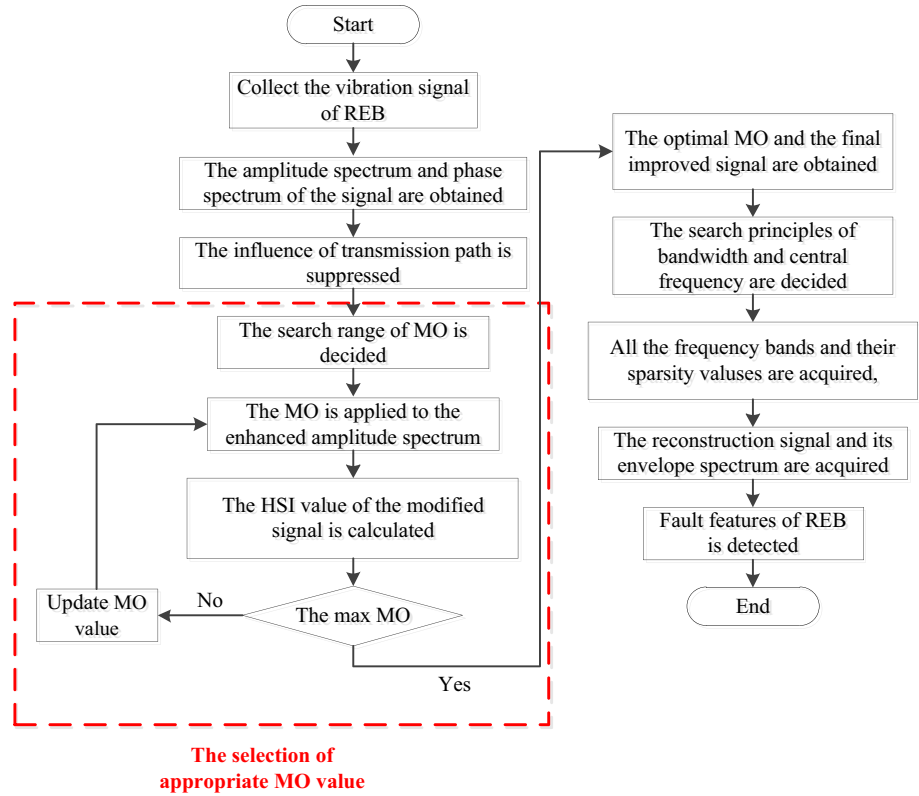 Start
Collect the vibration signal
of REB
The amplitude spectrum and phase
spectrum of the signal are obtained
The influence of transmission path is
suppressed
The search range of MO is
decided
The MO is applied to the
enhanced amplitude spectrum
The HSI value of the modified
signal is calculated
The max MO
No
Update MO
value
Yes
The selection of
appropriate MO value
The optimal MO and the final
improved signal are obtained
The search principles of
bandwidth and central
frequency are decided
All the frequency bands and their
sparsity valuses are acquired,
The reconstruction signal and its
envelope spectrum are acquired
Fault features of REB
is detected
End